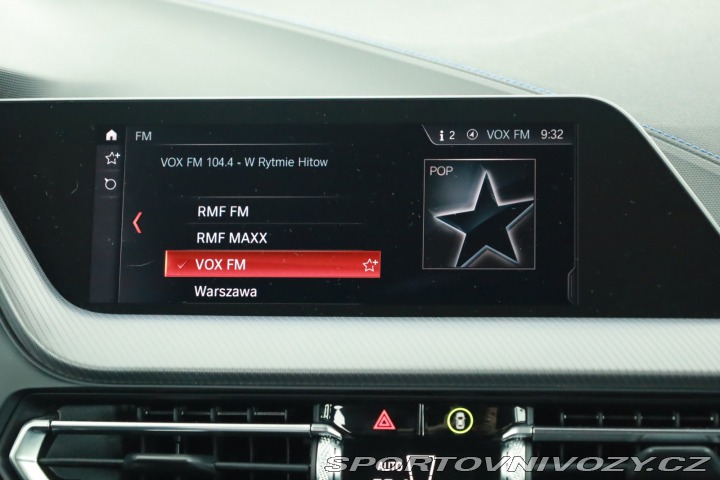 FM
i 2 VOX FM 9:32
VOX FM 104.4 - W Rytmie Hitow
POP
RMF FM
RMF MAXX
VOX FM
Warszawa
AUTO
SPORTOVNIVOZY.CZ